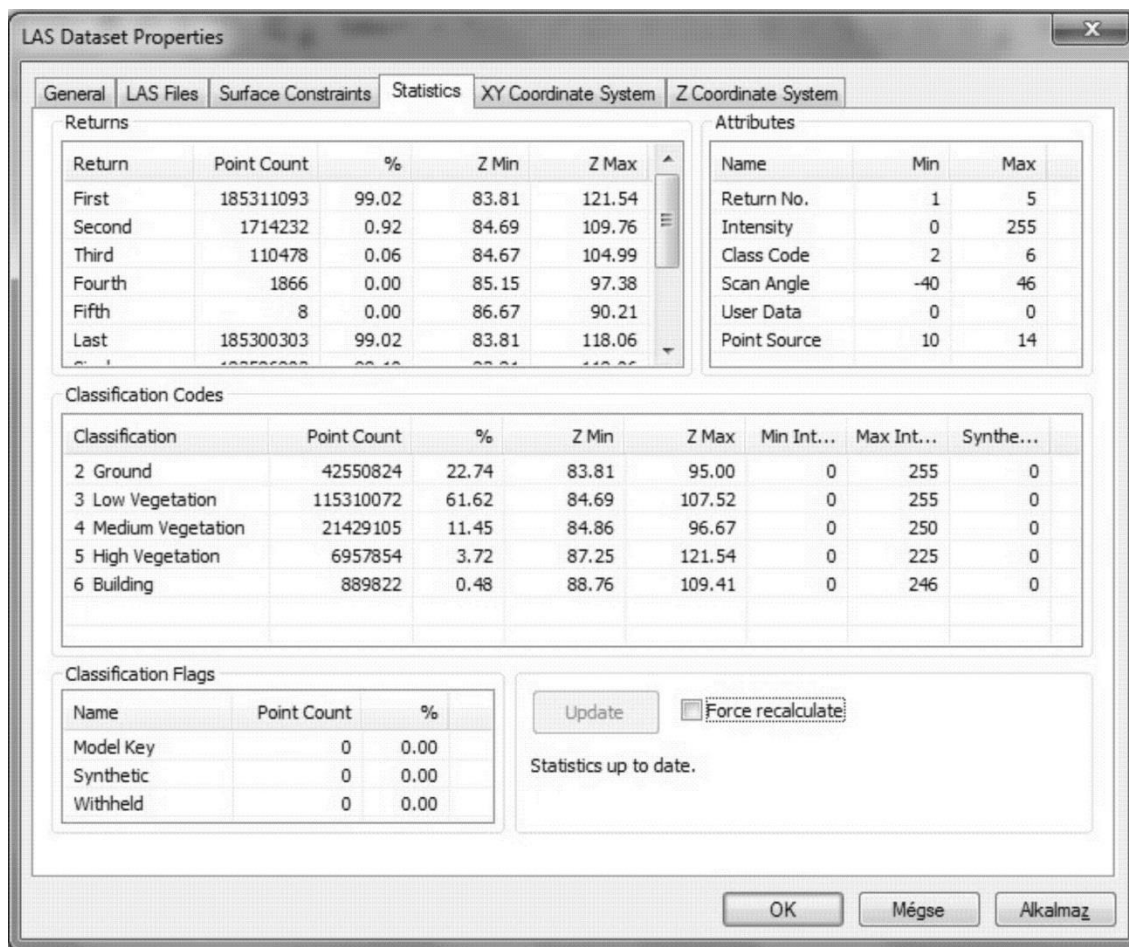 LAS Dataset Properties
General LAS Files Surface Constraints Statistics XY Coordinate System Z Coordinate System
Returns
Return Point Count % Z Min Z Max
First 185311093 99.02 83.81 121.54
Second 1714232 0.92 84.69 109.76
Third 110478 0.06 84.67 104.99
Fourth 1866 0.00 85.15 97.38
Fifth 8 0.00 86.67 90.21
Last 185300303 99.02 83.81 118.06
Attributes
Name Min Max
Return No. 1 5
Intensity 0 255
Class Code 2 6
Scan Angle -40 46
User Data 0 0
Point Source 10 14
Classification Codes
Classification Point Count % Z Min Z Max Min Int... Max Int... Synthe...
2 Ground 42550824 22.74 83.81 95.00 0 255 0
3 Low Vegetation 115310072 61.62 84.69 107.52 0 255 0
4 Medium Vegetation 21429105 11.45 84.86 96.67 0 250 0
5 High Vegetation 6957854 3.72 87.25 121.54 0 225 0
6 Building 889822 0.48 88.76 109.41 0 246 0
Classification Flags
Name Point Count %
Model Key 0 0.00
Synthetic 0 0.00
Withheld 0 0.00
Update Force recalculate
Statistics up to date.
OK Mégse Alkalmaz